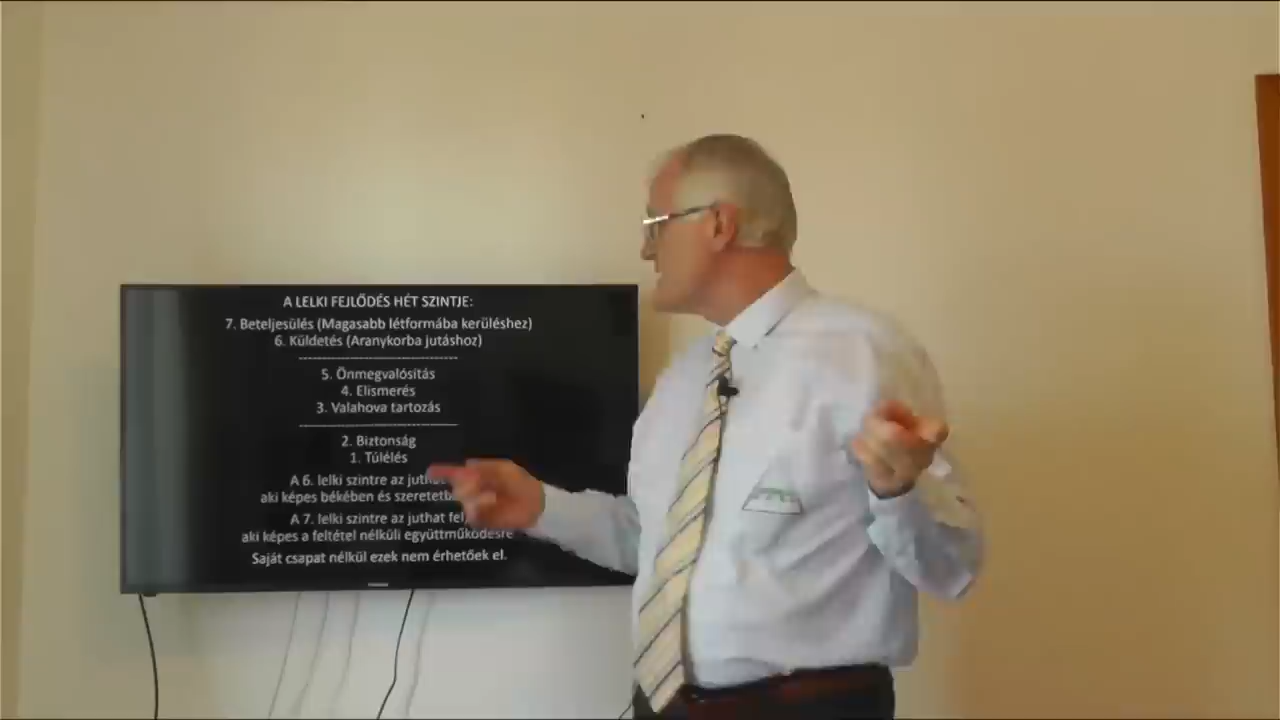 A LELKI FEJLŐDÉS HÉT SZINTJE:
7. Beteljesülés (Magasabb létformába kerüléshez)
6. Küldetés (Aranykorba jutáshoz)
5. Önmegvalósítás
4. Elismerés
3. Valahova tartozás
2. Biztonság
1. Túlélés
A 6. lelki szintre az
aki képes békében és
A 7. lelki szintre az juthat fel
aki képes a feltétel nélküli együttműködésre
Saját csapat nélkül ezek nem érhetőek el.